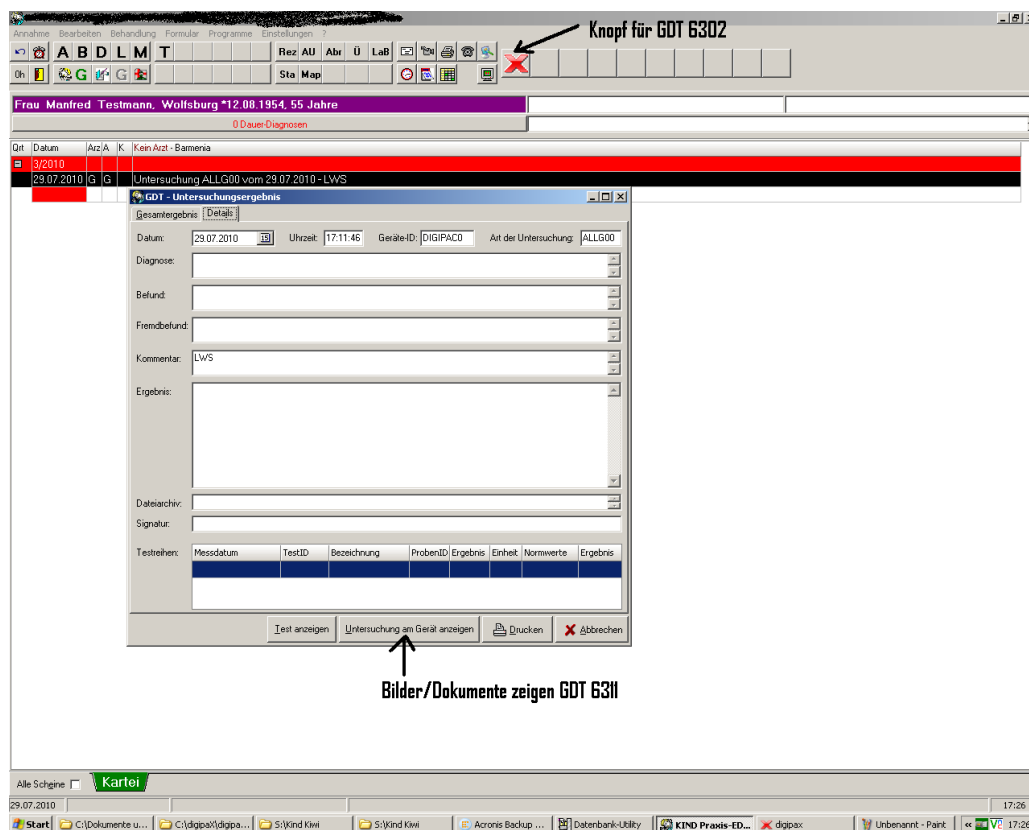 Knopf für GDT 6302
Annahme Bearbeiten Behandlung Formular Programme Einstellungen ?
A B D L M T Rez AU Abr Ü LaB
0h G G Sta Map
Frau Manfred Testmann, Wolfsburg *12.08.1954, 55 Jahre
0 Dauer-Diagnosen
Qrt Datum Arz A K Kein Arzt - Barmenia
3/2010
29.07.2010 G G Untersuchung ALLG00 vom 29.07.2010 - LWS
GDT - Untersuchungsergebnis
Gesamtergebnis Details
Datum: 29.07.2010 15 Uhrzeit: 17:11:46 Geräte-ID: DIGIPAC0 Art der Untersuchung: ALLG00
Diagnose:
Befund:
Fremdbefund:
Kommentar: LWS
Ergebnis:
Dateiarchiv:
Signatur:
Testreihen: Messdatum TestID Bezeichnung ProbenID Ergebnis Einheit Normwerte Ergebnis
Test anzeigen Untersuchung am Gerät anzeigen Drucken Abbrechen
Bilder/Dokumente zeigen GDT 6311
Alle Scheine Kartei
29.07.2010 17:26
Start C:\Dokumente u... C:\digipaX\digipa... S:\Kind Kiwi S:\Kind Kiwi Acronis Backup ... Datenbank-Utility KIND Praxis-ED... digipax Unbenannt - Paint « 17:26